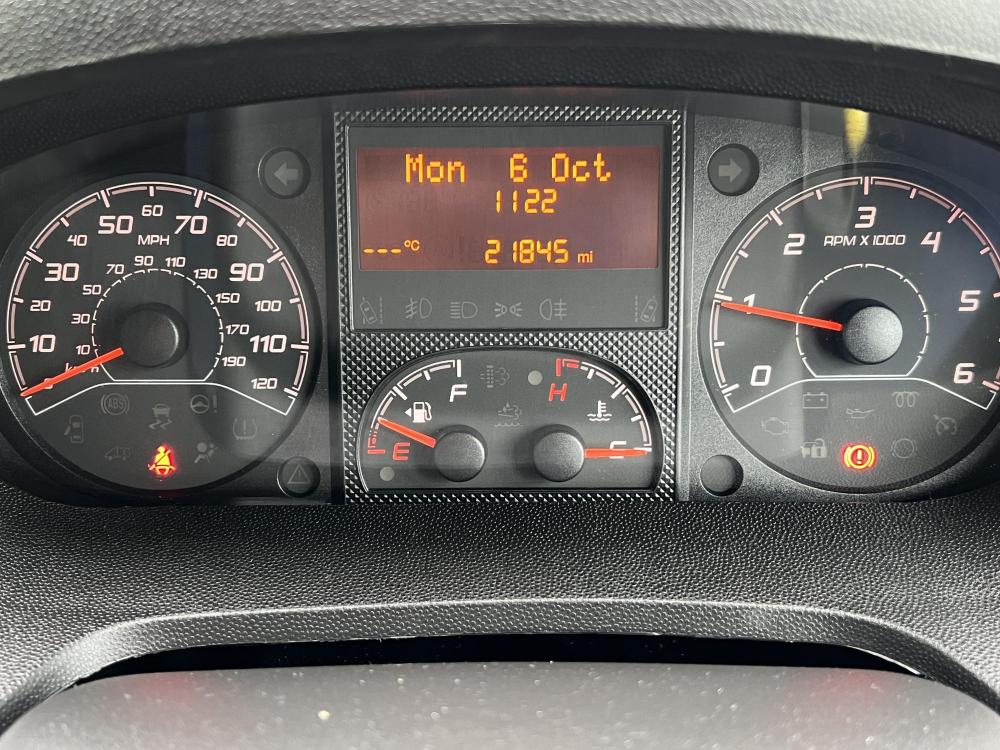 Mon 6 Oct
1122
---°C 21845 mi
10 20 30 40 50 60 70 80 90 100 110 120
MPH
10 30 50 70 90 110 130 150 170 190
km/h
F
E
H
C
0 1 2 3 4 5 6
RPM X 1000
ABS